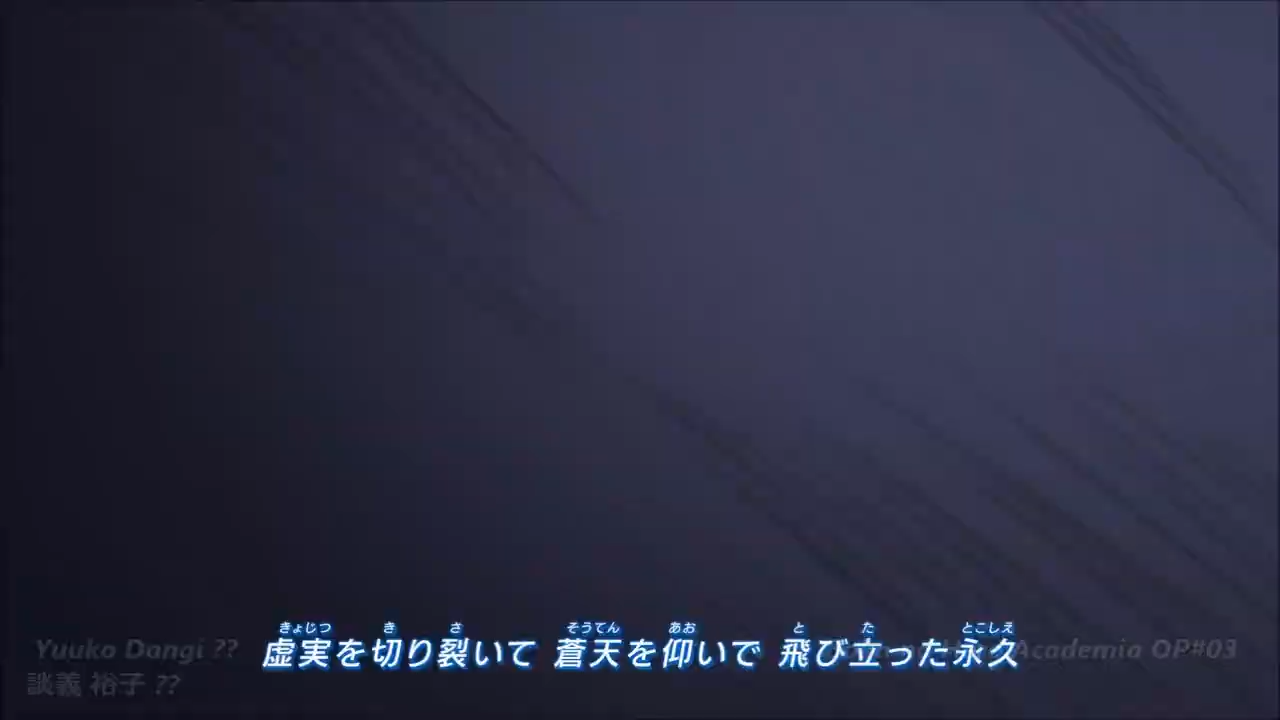 きょじつ き さ そうてん あお と た とこしえ
虚実を切り裂いて 蒼天を仰いで 飛び立った永久
Yuuko Dangi ??
Academia OP#03
談義 裕子 ??